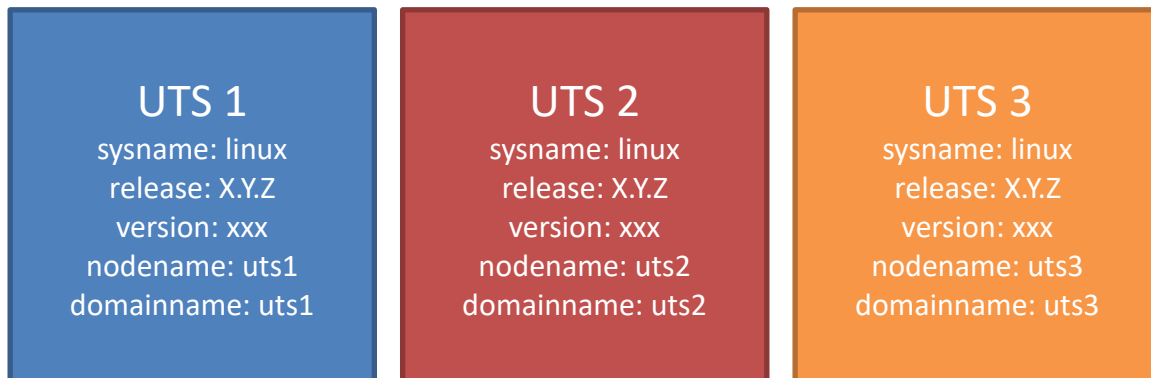 UTS 1
sysname: linux
release: X.Y.Z
version: xxx
nodename: uts1
domainname: uts1
UTS 2
sysname: linux
release: X.Y.Z
version: xxx
nodename: uts2
domainname: uts2
UTS 3
sysname: linux
release: X.Y.Z
version: xxx
nodename: uts3
domainname: uts3